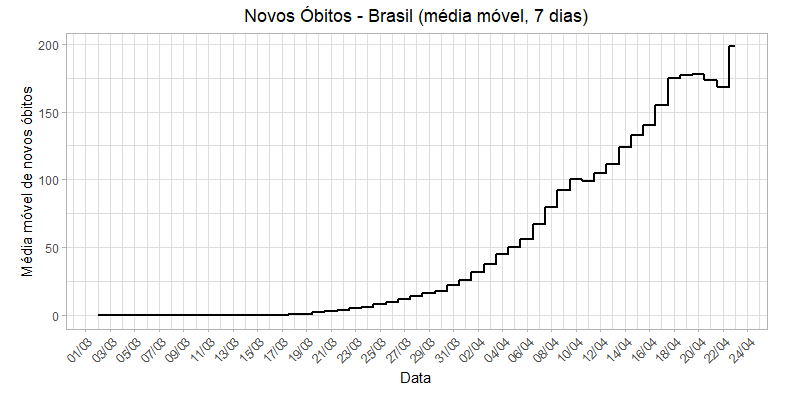 Novos Óbitos - Brasil (média móvel, 7 dias)
Média móvel de novos óbitos
200
150
100
50
0
01/03 03/03 05/03 07/03 09/03 11/03 13/03 15/03 17/03 19/03 21/03 23/03 25/03 27/03 29/03 31/03 02/04 04/04 06/04 08/04 10/04 12/04 14/04 16/04 18/04 20/04 22/04 24/04
Data